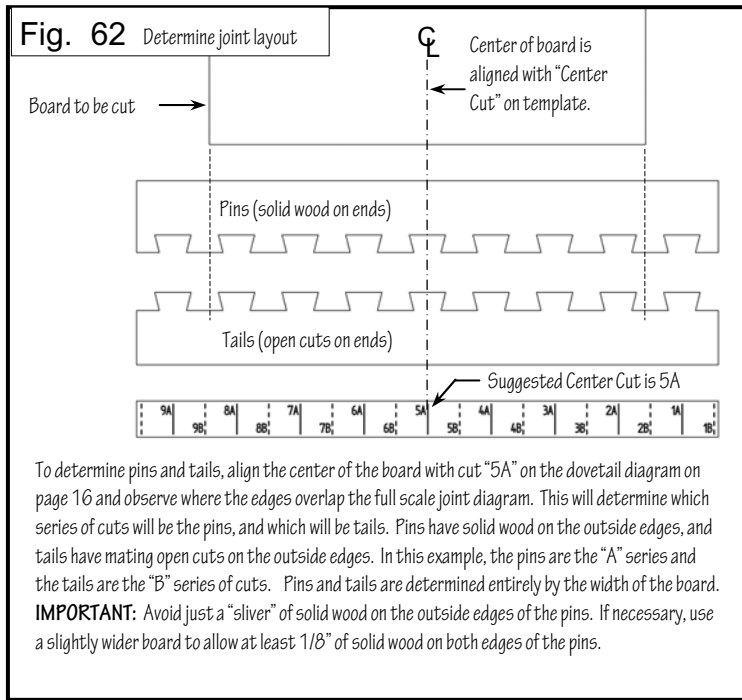 Fig. 62 Determine joint layout
CL
Center of board is
aligned with “Center
Cut” on template.
Board to be cut
Pins (solid wood on ends)
Tails (open cuts on ends)
Suggested Center Cut is 5A
9A 8A 7A 6A 5A 4A 3A 2A 1A
9B 8B 7B 6B 5B 4B 3B 2B 1B
To determine pins and tails, align the center of the board with cut “5A” on the dovetail diagram on
page 16 and observe where the edges overlap the full scale joint diagram. This will determine which
series of cuts will be the pins, and which will be tails. Pins have solid wood on the outside edges, and
tails have mating open cuts on the outside edges. In this example, the pins are the “A” series and
the tails are the “B” series of cuts. Pins and tails are determined entirely by the width of the board.
IMPORTANT: Avoid just a “sliver” of solid wood on the outside edges of the pins. If necessary, use
a slightly wider board to allow at least 1/8” of solid wood on both edges of the pins.